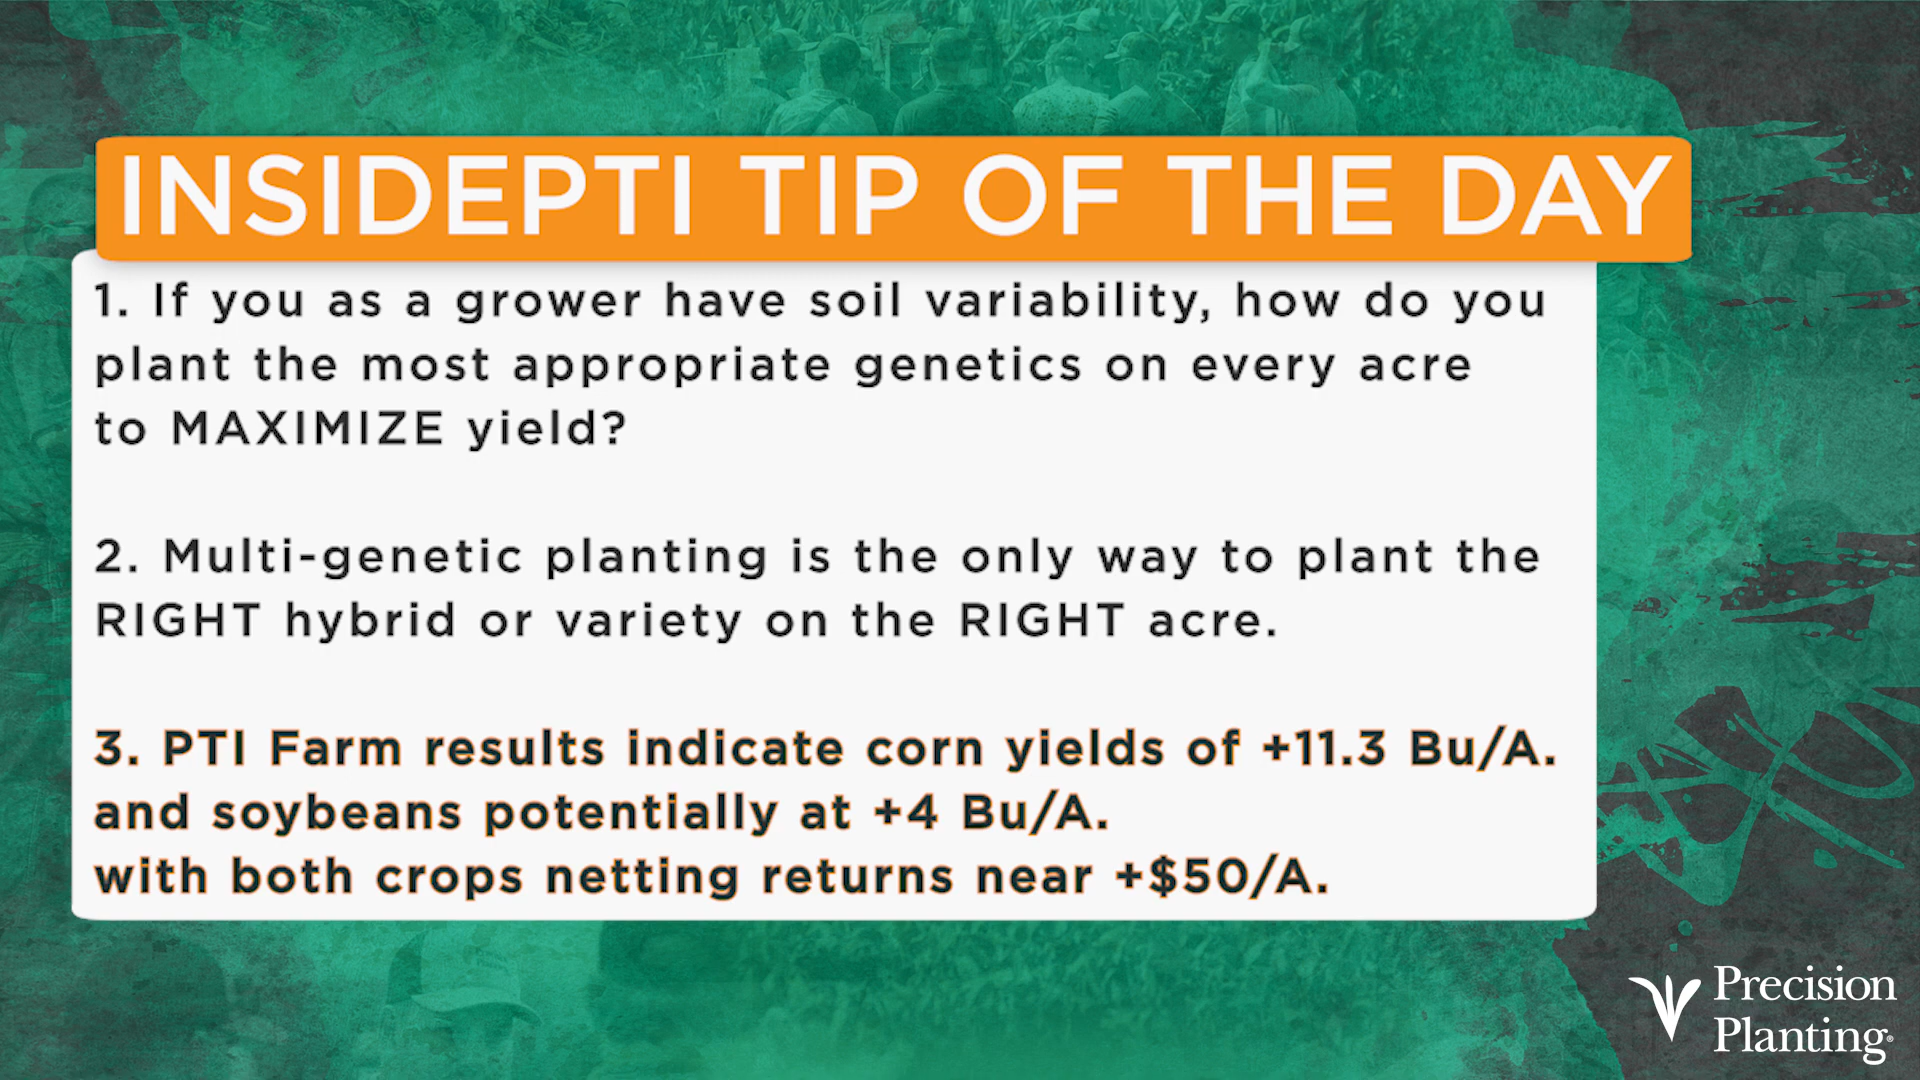 INSIDEPTI TIP OF THE DAY
1. If you as a grower have soil variability, how do you
plant the most appropriate genetics on every acre
to MAXIMIZE yield?
2. Multi-genetic planting is the only way to plant the
RIGHT hybrid or variety on the RIGHT acre.
3. PTI Farm results indicate corn yields of +11.3 Bu/A.
and soybeans potentially at +4 Bu/A.
with both crops netting returns near +$50/A.
Precision
Planting®